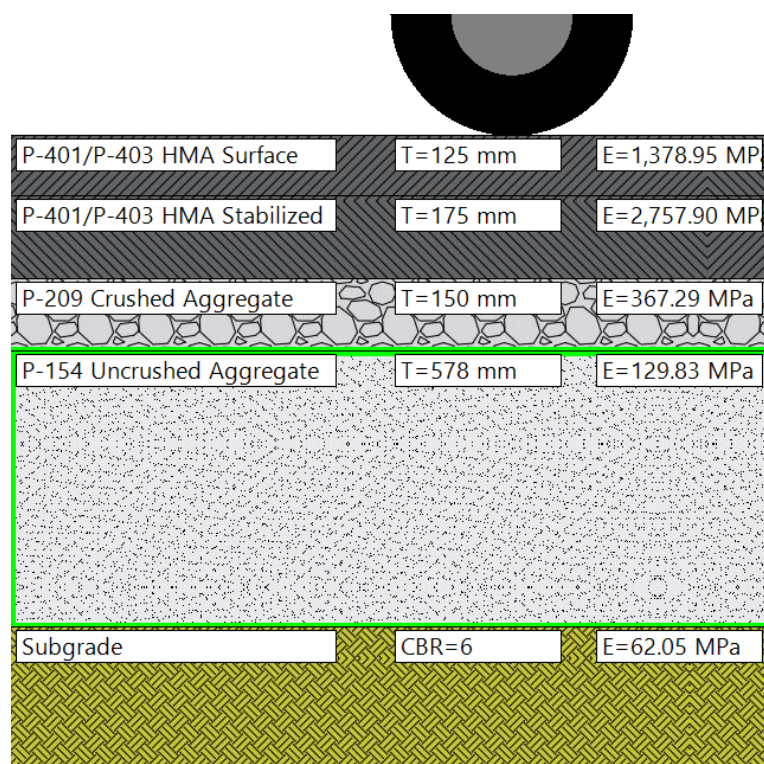 P-401/P-403 HMA Surface T=125 mm E=1,378.95 MP
P-401/P-403 HMA Stabilized T=175 mm E=2,757.90 MP
P-209 Crushed Aggregate T=150 mm E=367.29 MPa
P-154 Uncrushed Aggregate T=578 mm E=129.83 MPa
Subgrade CBR=6 E=62.05 MPa